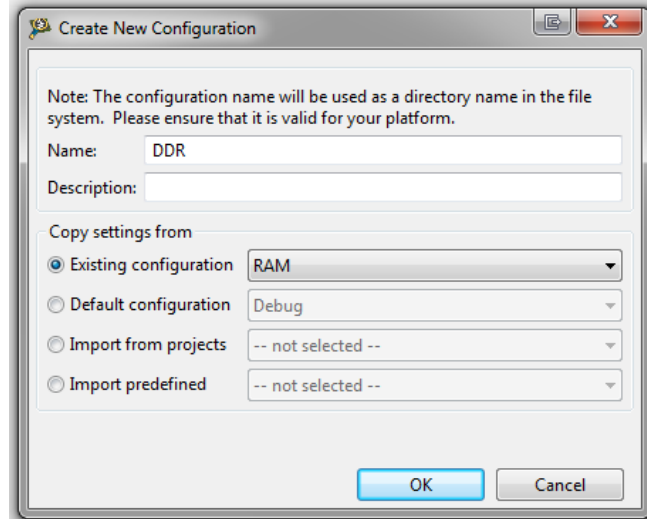 Create New Configuration
Note: The configuration name will be used as a directory name in the file
system.  Please ensure that it is valid for your platform.
Name: DDR
Description:
Copy settings from
Existing configuration RAM
Default configuration Debug
Import from projects -- not selected --
Import predefined -- not selected --
OK Cancel